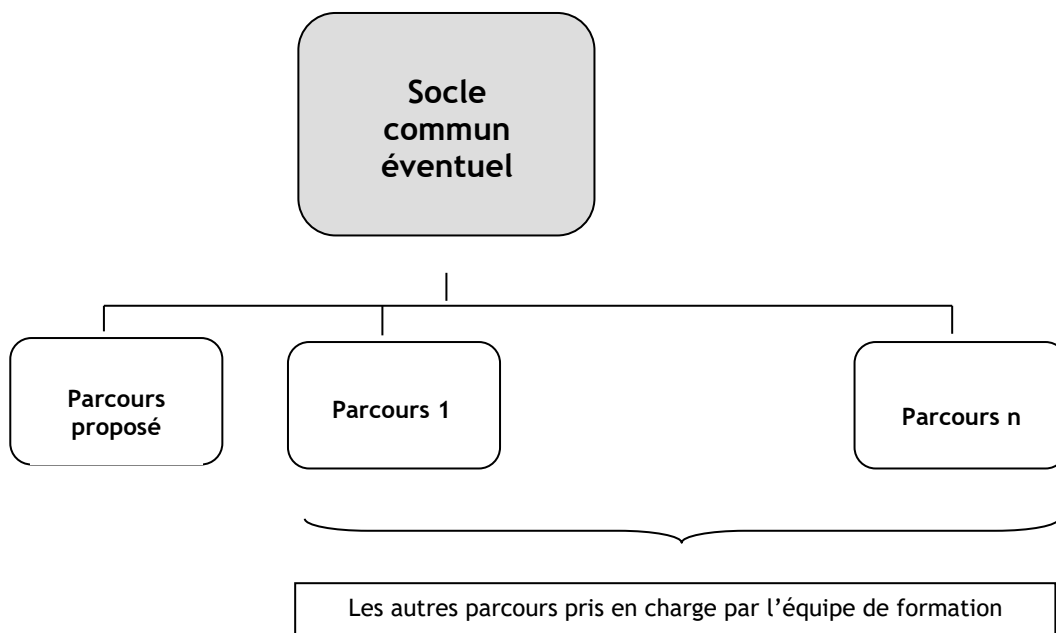 Socle
commun
éventuel
Parcours
proposé
Parcours 1
Parcours n
Les autres parcours pris en charge par l’équipe de formation